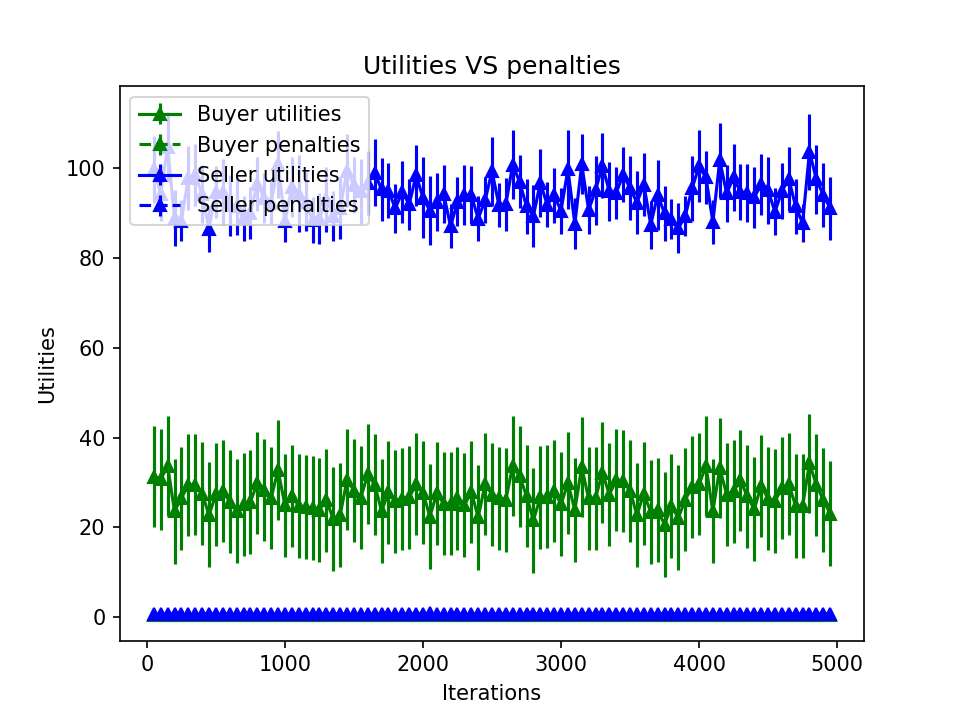 Utilities VS penalties
Buyer utilities
Buyer penalties
Seller utilities
Seller penalties
100
80
60
40
20
0
Utilities
0 1000 2000 3000 4000 5000
Iterations